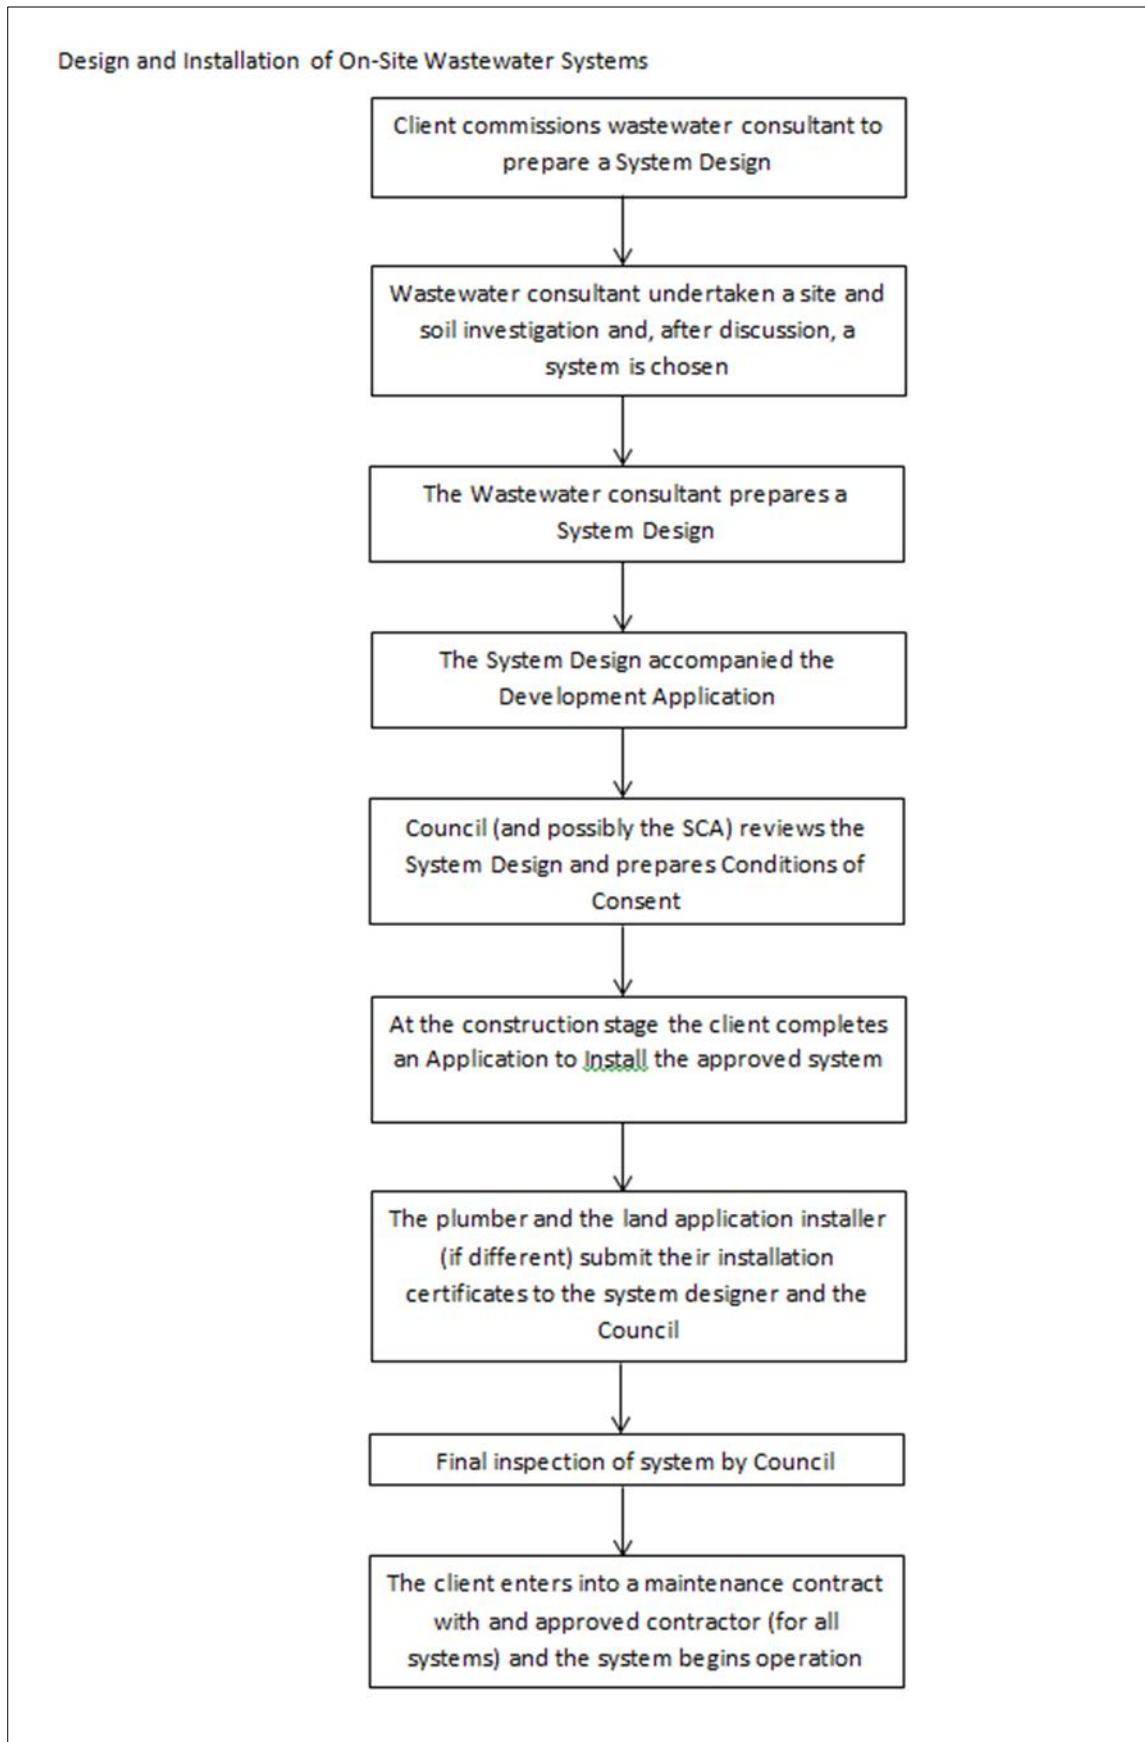 Design and Installation of On-Site Wastewater Systems
Client commissions wastewater consultant to
prepare a System Design
Wastewater consultant undertaken a site and
soil investigation and, after discussion, a
system is chosen
The Wastewater consultant prepares a
System Design
The System Design accompanied the
Development Application
Council (and possibly the SCA) reviews the
System Design and prepares Conditions of
Consent
At the construction stage the client completes
an Application to Install the approved system
The plumber and the land application installer
(if different) submit their installation
certificates to the system designer and the
Council
Final inspection of system by Council
The client enters into a maintenance contract
with and approved contractor (for all
systems) and the system begins operation